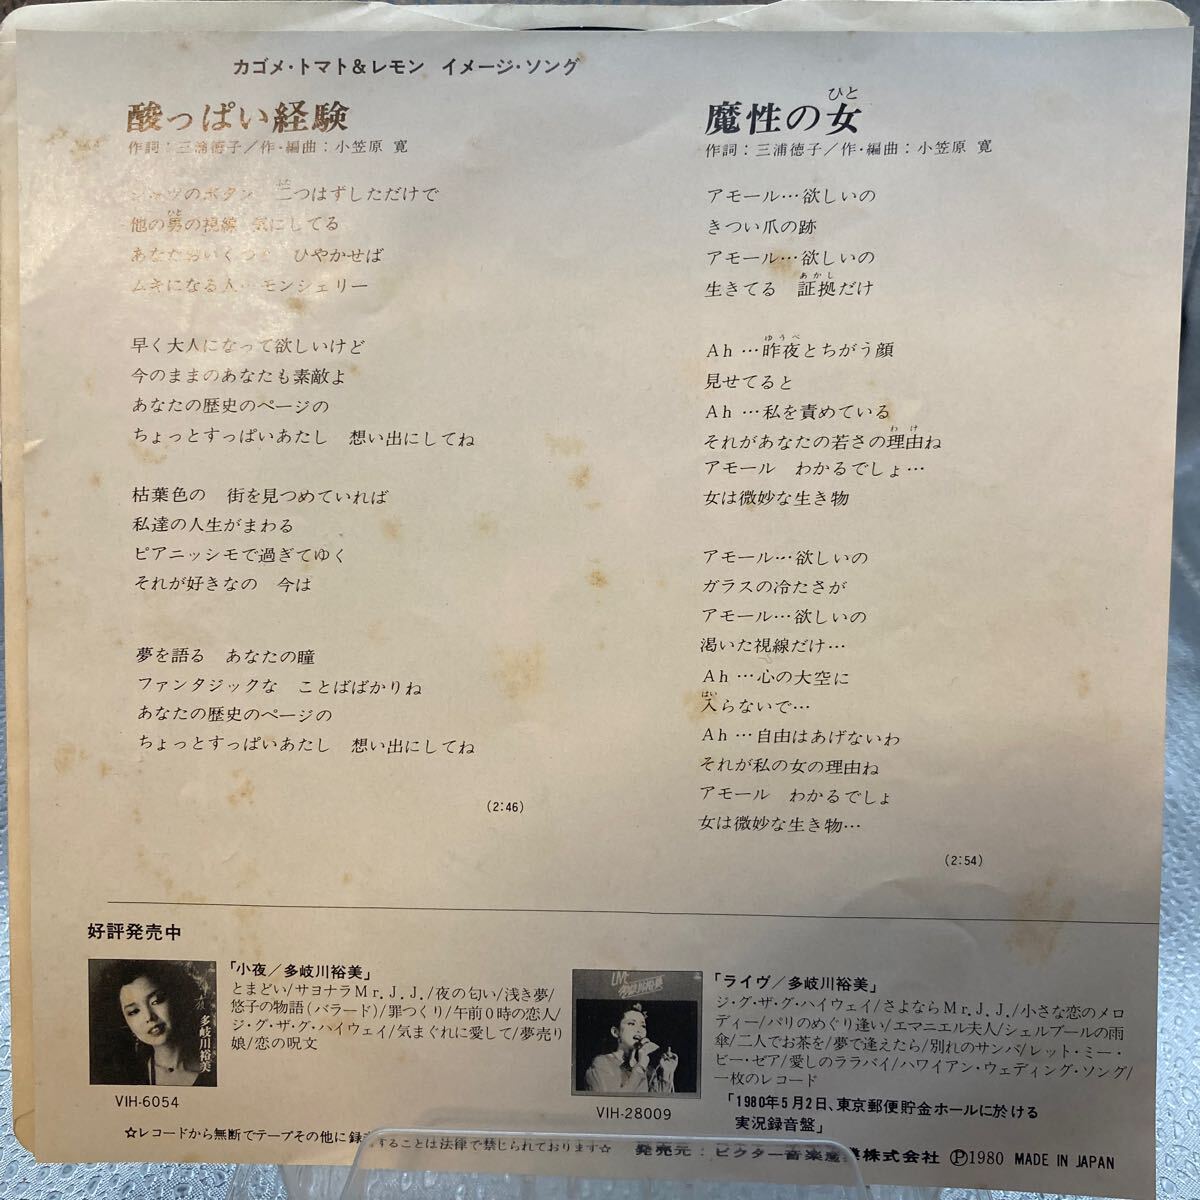 カゴメ・トマト&レモン イメージ・ソング
酸っぱい経験
作詞：三浦徳子／作・編曲：小笠原 寛
シャツのボタン 二つはずしただけで
他の男の視線 気にしてる
ひと
ひやかせば
ムキになる人… モンシェリー
早く大人になって欲しいけど
今のままのあなたも素敵よ
あなたの歴史のページの
ちょっとすっぱいあたし 想い出にしてね
枯葉色の 街を見つめていれば
私達の人生がまわる
ピアニッシモで過ぎてゆく
それが好きなの 今は
夢を語る あなたの瞳
ファンタジックな ことばばかりね
あなたの歴史のページの
ちょっとすっぱいあたし 想い出にしてね
(2:46)
ひと
魔性の女
作詞：三浦徳子／作・編曲：小笠原 寛
アモール…欲しいの
きつい爪の跡
アモール…欲しいの
あかし
生きてる 証拠だけ
ゆうべ
Ah…昨夜とちがう顔
見せてると
Ah…私を責めている
わけ
それがあなたの若さの理由ね
アモール わかるでしょ…
女は微妙な生き物
アモール…欲しいの
ガラスの冷たさが
アモール…欲しいの
渇いた視線だけ…
Ah…心の大空に
はい
入らないで…
Ah…自由はあげないわ
それが私の女の理由ね
アモール わかるでしょ
女は微妙な生き物…
(2:54)
好評発売中
小夜
多岐川裕美
VIH-6054
「小夜／多岐川裕美」
とまどい/サヨナラMr.J.J./夜の匂い/浅き夢/
悠子の物語(バラード)/罪つくり/午前0時の恋人/
ジ・グ・ザ・グ・ハイウェイ/気まぐれに愛して/夢売り
娘/恋の呪文
LIVE
多岐川裕美
VIH-28009
「ライヴ／多岐川裕美」
ジ・グ・ザ・グ・ハイウェイ/さよならMr.J.J./小さな恋のメロ
ディー/パリのめぐり逢い/エマニエル夫人/シェルブールの雨
傘/二人でお茶を/夢で逢えたら/別れのサンバ/レット・ミー・
ビー・ゼア/愛しのララバイ/ハワイアン・ウェディング・ソング/
一枚のレコード
「1980年5月2日、東京郵便貯金ホールに於ける
実況録音盤」
☆レコードから無断でテープその他に録 することは法律で禁じられております☆ 発売元：ビクター音楽産業株式会社 Ⓟ1980 MADE IN JAPAN